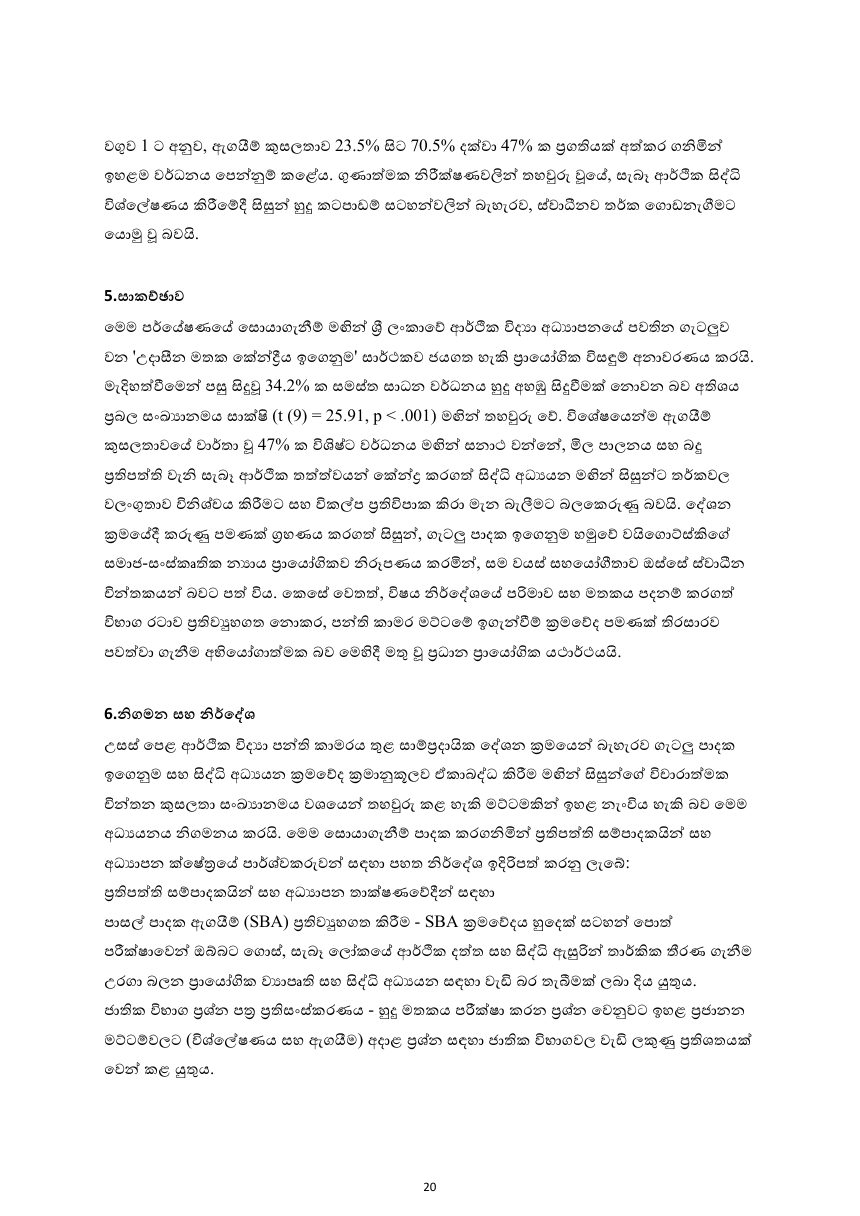 වගුව 1 ට අනුව, ඇගයීම් කුසලතාව 23.5% සිට 70.5% දක්වා 47% ක ප්‍රගතියක් අත්කර ගනිමින්
ඉහළම වර්ධනය පෙන්නුම් කළේය. ගුණාත්මක නිරීක්ෂණවලින් තහවුරු වූයේ, සැබෑ ආර්ථික සිද්ධි
විශ්ලේෂණය කිරීමේදී සිසුන් හුදු කටපාඩම් සටහන්වලින් බැහැරව, ස්වාධීනව තර්ක ගොඩනැගීමට
යොමු වූ බවයි.
5.සාකච්ඡාව
මෙම පර්යේෂණයේ සොයාගැනීම් මඟින් ශ්‍රී ලංකාවේ ආර්ථික විද්‍යා අධ්‍යාපනයේ පවතින ගැටලුව
වන 'උදාසීන මතක කේන්ද්‍රීය ඉගෙනුම' සාර්ථකව ජයගත හැකි ප්‍රායෝගික විසඳුම් අනාවරණය කරයි.
මැදිහත්වීමෙන් පසු සිදුවූ 34.2% ක සමස්ත සාධන වර්ධනය හුදු අහඹු සිදුවීමක් නොවන බව අතිශය
ප්‍රබල සංඛ්‍යානමය සාක්ෂි (t (9) = 25.91, p < .001) මඟින් තහවුරු වේ. විශේෂයෙන්ම ඇගයීම්
කුසලතාවයේ වාර්තා වූ 47% ක විශිෂ්ට වර්ධනය මඟින් සනාථ වන්නේ, මිල පාලනය සහ බදු
ප්‍රතිපත්ති වැනි සැබෑ ආර්ථික තත්ත්වයන් කේන්ද්‍ර කරගත් සිද්ධි අධ්‍යයන මඟින් සිසුන්ට තර්කවල
වලංගුතාව විනිශ්චය කිරීමට සහ විකල්ප ප්‍රතිවිපාක කිරා මැන බැලීමට බලකෙරුණු බවයි. දේශන
ක්‍රමයේදී කරුණු පමණක් ග්‍රහණය කරගත් සිසුන්, ගැටලු පාදක ඉගෙනුම හමුවේ වයිගොට්ස්කිගේ
සමාජ-සංස්කෘතික න්‍යාය ප්‍රායෝගිකව නිරූපණය කරමින්, සම වයස් සහයෝගීතාව ඔස්සේ ස්වාධීන
චින්තකයන් බවට පත් විය. කෙසේ වෙතත්, විෂය නිර්දේශයේ පරිමාව සහ මතකය පදනම් කරගත්
විභාග රටාව ප්‍රතිව්‍යුහගත නොකර, පන්ති කාමර මට්ටමේ ඉගැන්වීම් ක්‍රමවේද පමණක් තිරසාරව
පවත්වා ගැනීම අභියෝගාත්මක බව මෙහිදී මතු වූ ප්‍රධාන ප්‍රායෝගික යථාර්ථයයි.
6.නිගමන සහ නිර්දේශ
උසස් පෙළ ආර්ථික විද්‍යා පන්ති කාමරය තුළ සාම්ප්‍රදායික දේශන ක්‍රමයෙන් බැහැරව ගැටලු පාදක
ඉගෙනුම සහ සිද්ධි අධ්‍යයන ක්‍රමවේද ක්‍රමානුකූලව ඒකාබද්ධ කිරීම මඟින් සිසුන්ගේ විචාරාත්මක
චින්තන කුසලතා සංඛ්‍යානමය වශයෙන් තහවුරු කළ හැකි මට්ටමකින් ඉහළ නැංවිය හැකි බව මෙම
අධ්‍යයනය නිගමනය කරයි. මෙම සොයාගැනීම් පාදක කරගනිමින් ප්‍රතිපත්ති සම්පාදකයින් සහ
අධ්‍යාපන ක්ෂේත්‍රයේ පාර්ශ්වකරුවන් සඳහා පහත නිර්දේශ ඉදිරිපත් කරනු ලැබේ:
ප්‍රතිපත්ති සම්පාදකයින් සහ අධ්‍යාපන තාක්ෂණවේදීන් සඳහා
පාසල් පාදක ඇගයීම් (SBA) ප්‍රතිව්‍යුහගත කිරීම - SBA ක්‍රමවේදය හුදෙක් සටහන් පොත්
පරීක්ෂාවෙන් ඔබ්බට ගොස්, සැබෑ ලෝකයේ ආර්ථික දත්ත සහ සිද්ධි ඇසුරින් තාර්කික තීරණ ගැනීම
උරගා බලන ප්‍රායෝගික ව්‍යාපෘති සහ සිද්ධි අධ්‍යයන සඳහා වැඩි බර තැබීමක් ලබා දිය යුතුය.
ජාතික විභාග ප්‍රශ්න පත්‍ර ප්‍රතිසංස්කරණය - හුදු මතකය පරීක්ෂා කරන ප්‍රශ්න වෙනුවට ඉහළ ප්‍රජානන
මට්ටම්වලට (විශ්ලේෂණය සහ ඇගයීම) අදාළ ප්‍රශ්න සඳහා ජාතික විභාගවල වැඩි ලකුණු ප්‍රතිශතයක්
වෙන් කළ යුතුය.
20